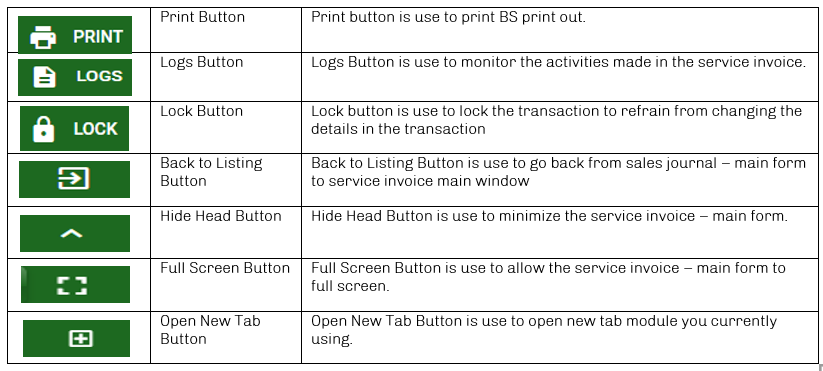 PRINT
Print Button
Print button is use to print BS print out.
LOGS
Logs Button
Logs Button is use to monitor the activities made in the service invoice.
LOCK
Lock Button
Lock button is use to lock the transaction to refrain from changing the
details in the transaction
Back to Listing
Button
Back to Listing Button is use to go back from sales journal – main form
to service invoice main window
Hide Head Button
Hide Head Button is use to minimize the service invoice – main form.
Full Screen Button
Full Screen Button is use to allow the service invoice – main form to
full screen.
Open New Tab
Button
Open New Tab Button is use to open new tab module you currently
using.